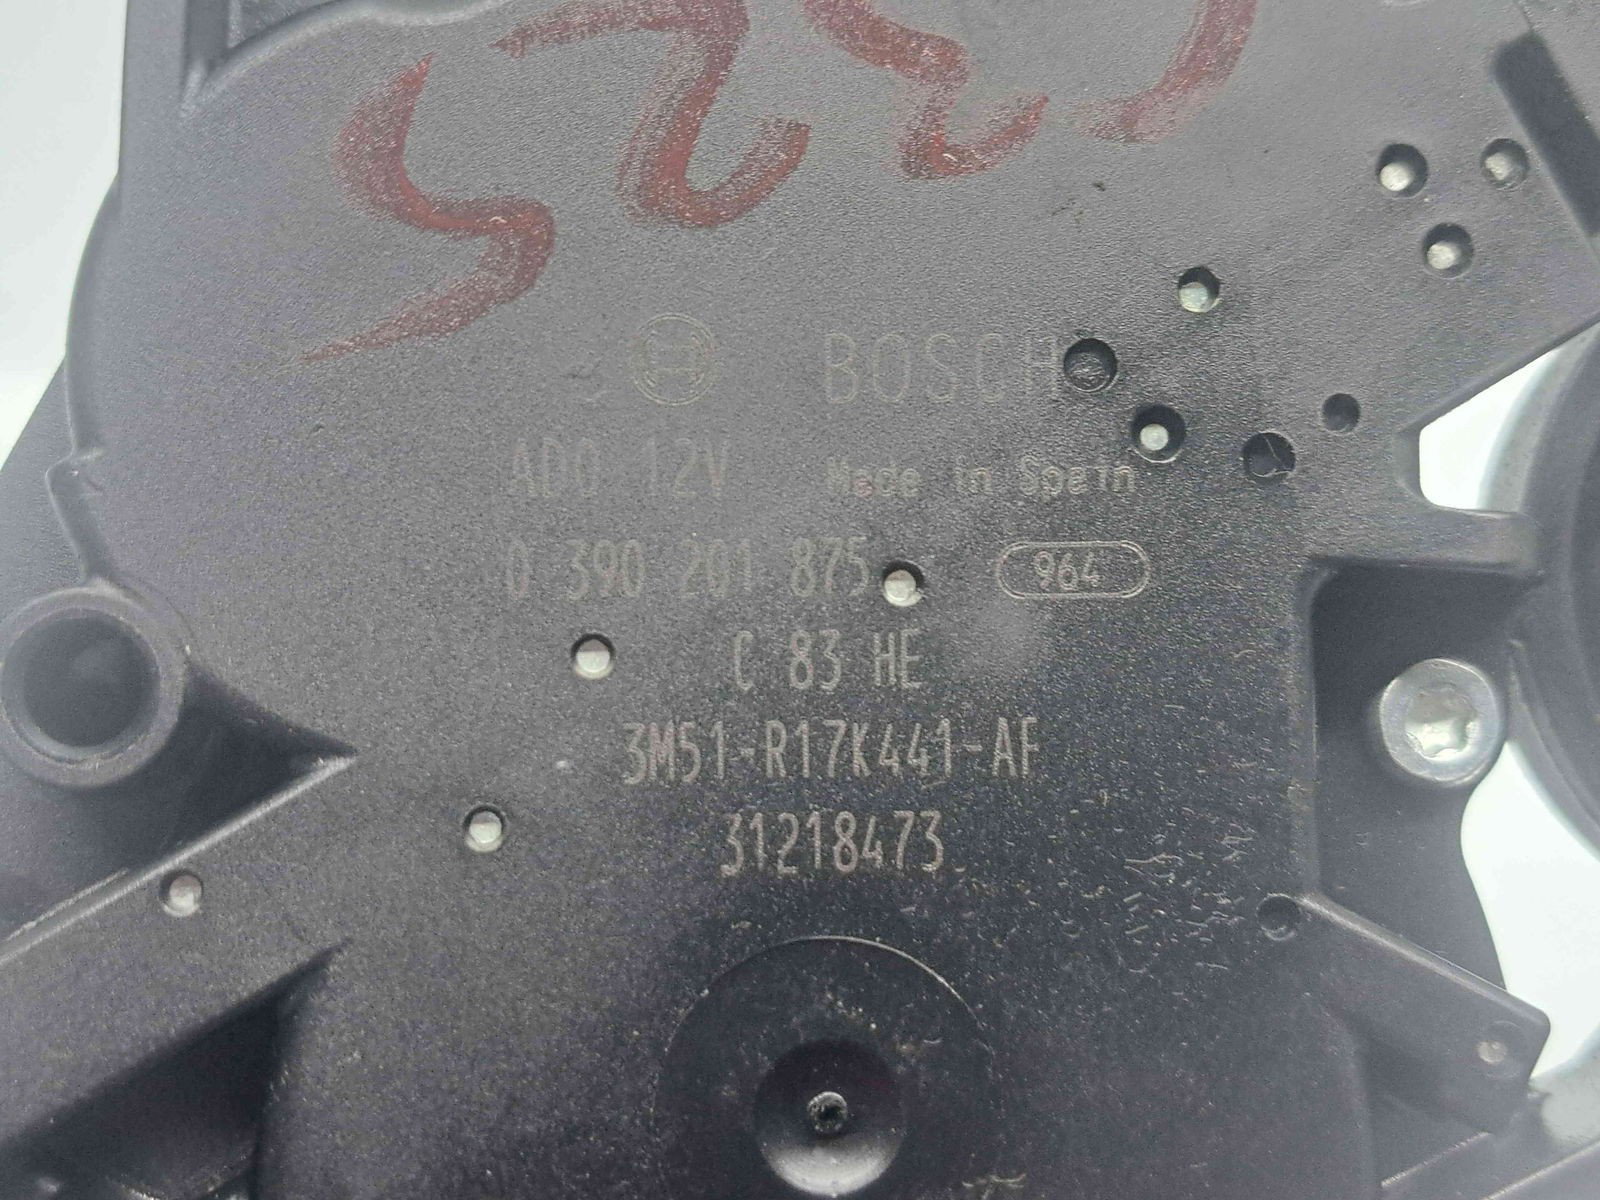 BOSCH
AD0 12V Made in Spain
0 390 201 875 964
C 83 HE
3M51-R17K441-AF
31218473